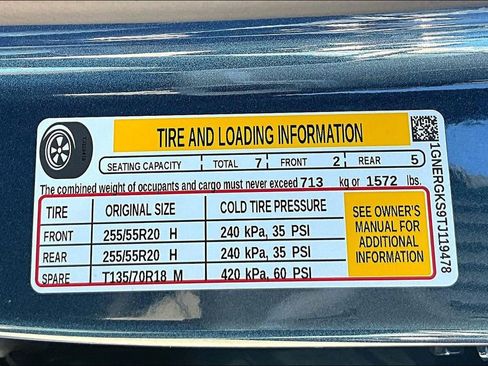 TIRE AND LOADING INFORMATION
SEATING CAPACITY TOTAL 7 FRONT 2 REAR 5
The combined weight of occupants and cargo must never exceed 713 kg or 1572 lbs.
TIRE ORIGINAL SIZE COLD TIRE PRESSURE
FRONT 255/55R20 H 240 kPa, 35 PSI
REAR 255/55R20 H 240 kPa, 35 PSI
SPARE T135/70R18 M 420 kPa, 60 PSI
SEE OWNER'S
MANUAL FOR
ADDITIONAL
INFORMATION
1GNERGKS9TJ119478